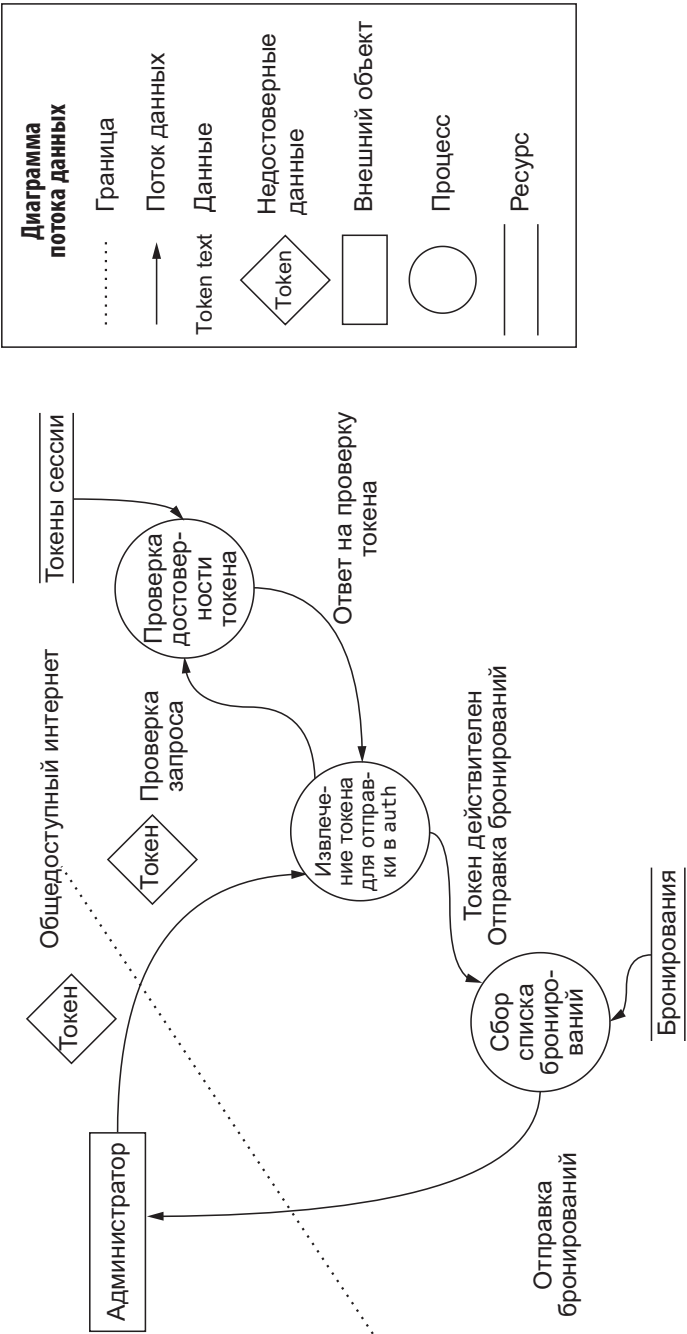 Диаграмма
потока данных
Граница
Поток данных
Token text
Данные
Token
Недостоверные
данные
Внешний объект
Процесс
Ресурс
Администратор
Токен
Общедоступный интернет
Токен
Проверка
запроса
Токены сессии
Проверка
достовер-
ности
токена
Извлече-
ние токена
для отправ-
ки в auth
Ответ на проверку
токена
Токен действителен
Отправка бронирований
Сбор
списка
брониро-
ваний
Бронирования
Отправка
бронирований